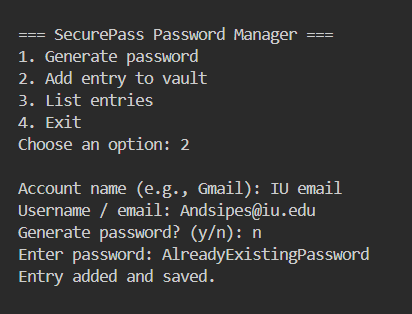 === SecurePass Password Manager ===
1. Generate password
2. Add entry to vault
3. List entries
4. Exit
Choose an option: 2
Account name (e.g., Gmail): IU email
Username / email: Andsipes@iu.edu
Generate password? (y/n): n
Enter password: AlreadyExistingPassword
Entry added and saved.